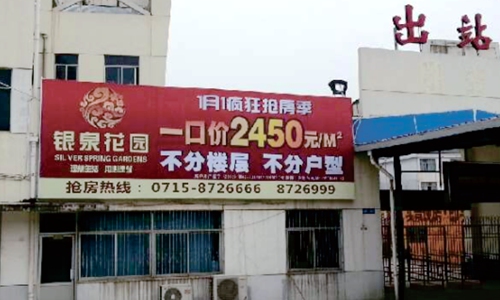 出站
1月1疯狂抢房季
银泉花园
SILVER SPRING GARDENS
一口价2450元/M²
不分楼层 不分户型
抢房热线：0715-8726666 8726999